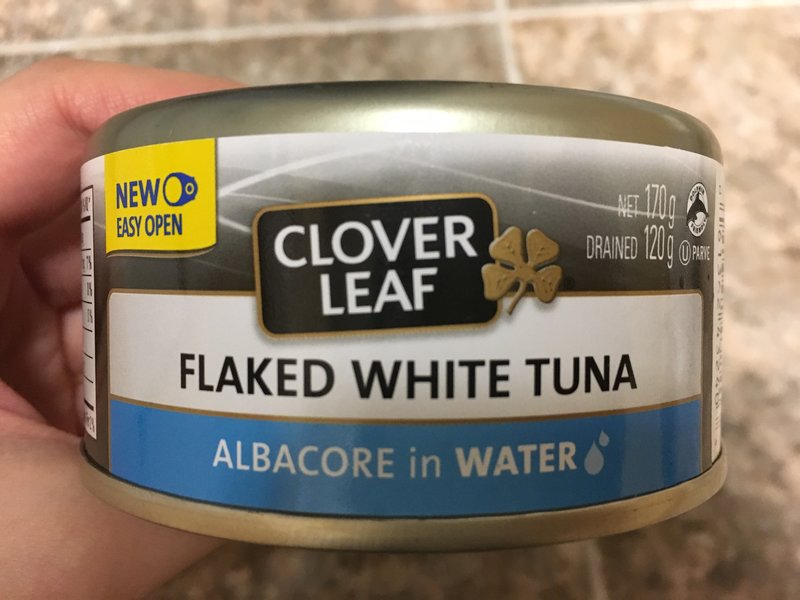 NEW
EASY OPEN
CLOVER
LEAF
®
NET 170 g
DRAINED 120 g
U PARVE
FLAKED WHITE TUNA
ALBACORE in WATER